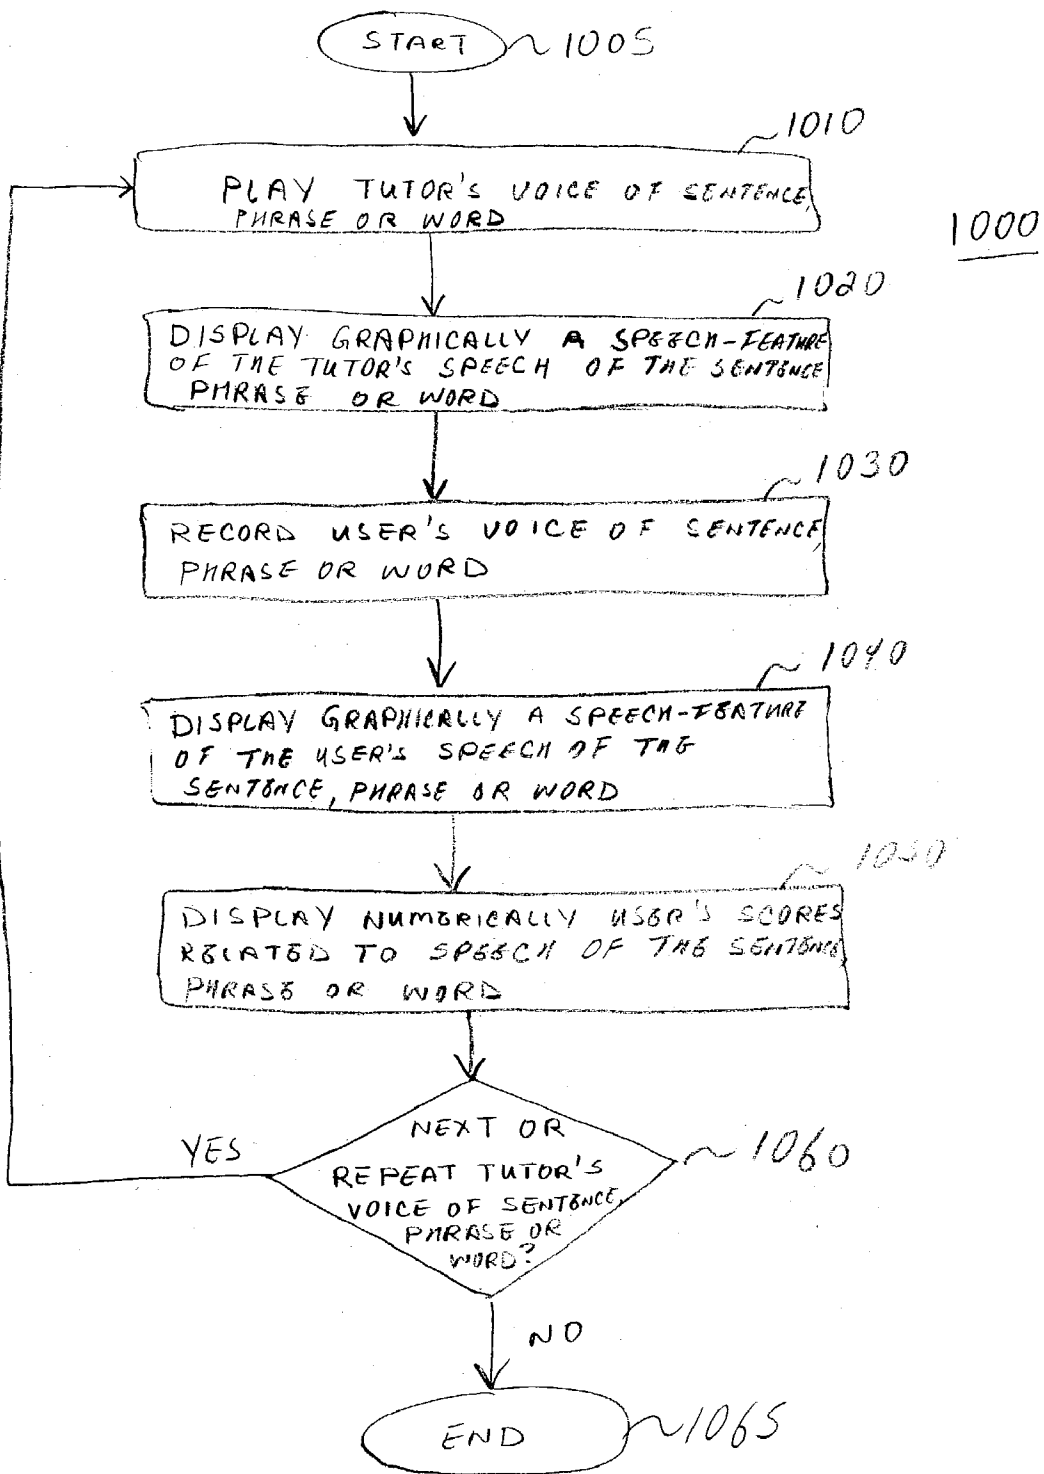 START 1005
1010
PLAY TUTOR'S VOICE OF SENTENCE,
PHRASE OR WORD
1000
1020
DISPLAY GRAPHICALLY A SPEECH-FEATURE
OF THE TUTOR'S SPEECH OF THE SENTENCE
PHRASE OR WORD
1030
RECORD USER'S VOICE OF SENTENCE,
PHRASE OR WORD
1040
DISPLAY GRAPHICALLY A SPEECH-FEATURE
OF THE USER'S SPEECH OF THE
SENTENCE, PHRASE OR WORD
1050
DISPLAY NUMERICALLY USER'S SCORES
RELATED TO SPEECH OF THE SENTENCE,
PHRASE OR WORD
YES
NEXT OR
REPEAT TUTOR'S
VOICE OF SENTENCE,
PHRASE OR
WORD?
1060
NO
END 1065